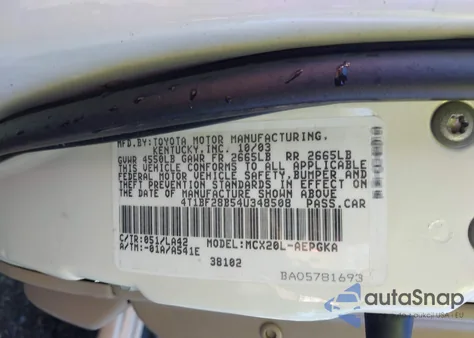 MFD.BY:TOYOTA MOTOR MANUFACTURING,
KENTUCKY,INC. 10/03
GVWR 4550LB GAWR FR 2665LB RR 2665LB
THIS VEHICLE CONFORMS TO ALL APPLICABLE
FEDERAL MOTOR VEHICLE SAFETY,BUMPER AND
THEFT PREVENTION STANDARDS IN EFFECT ON
THE DATE OF MANUFACTURE SHOWN ABOVE
4T1BF28B54U348508 PASS.CAR
C/TR:051/LA42 MODEL:MCX20L-AEPGKA
A/TM:-01A/A541E
3B102
BA057B1693
autoSnap